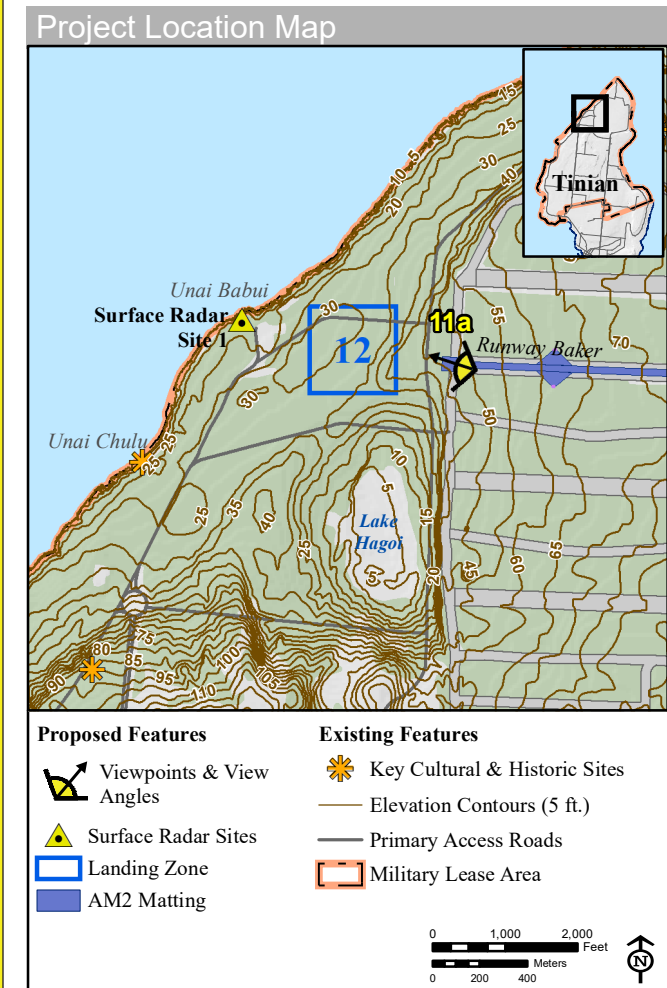 Project Location Map
15
25
30
40
5
10
20
Tinian
Unai Babui
Surface Radar
Site 1
30
12
11a
55
Runway Baker
70
30
50
Unai Chulu
25
25
10
5
25
35
40
15
Lake
Hagoi
25
5
20
45
60
65
80
75
85
90
95
100
105
110
Proposed Features
Viewpoints & View
Angles
Surface Radar Sites
Landing Zone
AM2 Matting
Existing Features
Key Cultural & Historic Sites
Elevation Contours (5 ft.)
Primary Access Roads
Military Lease Area
0 1,000 2,000
Feet
Meters
0 200 400
N